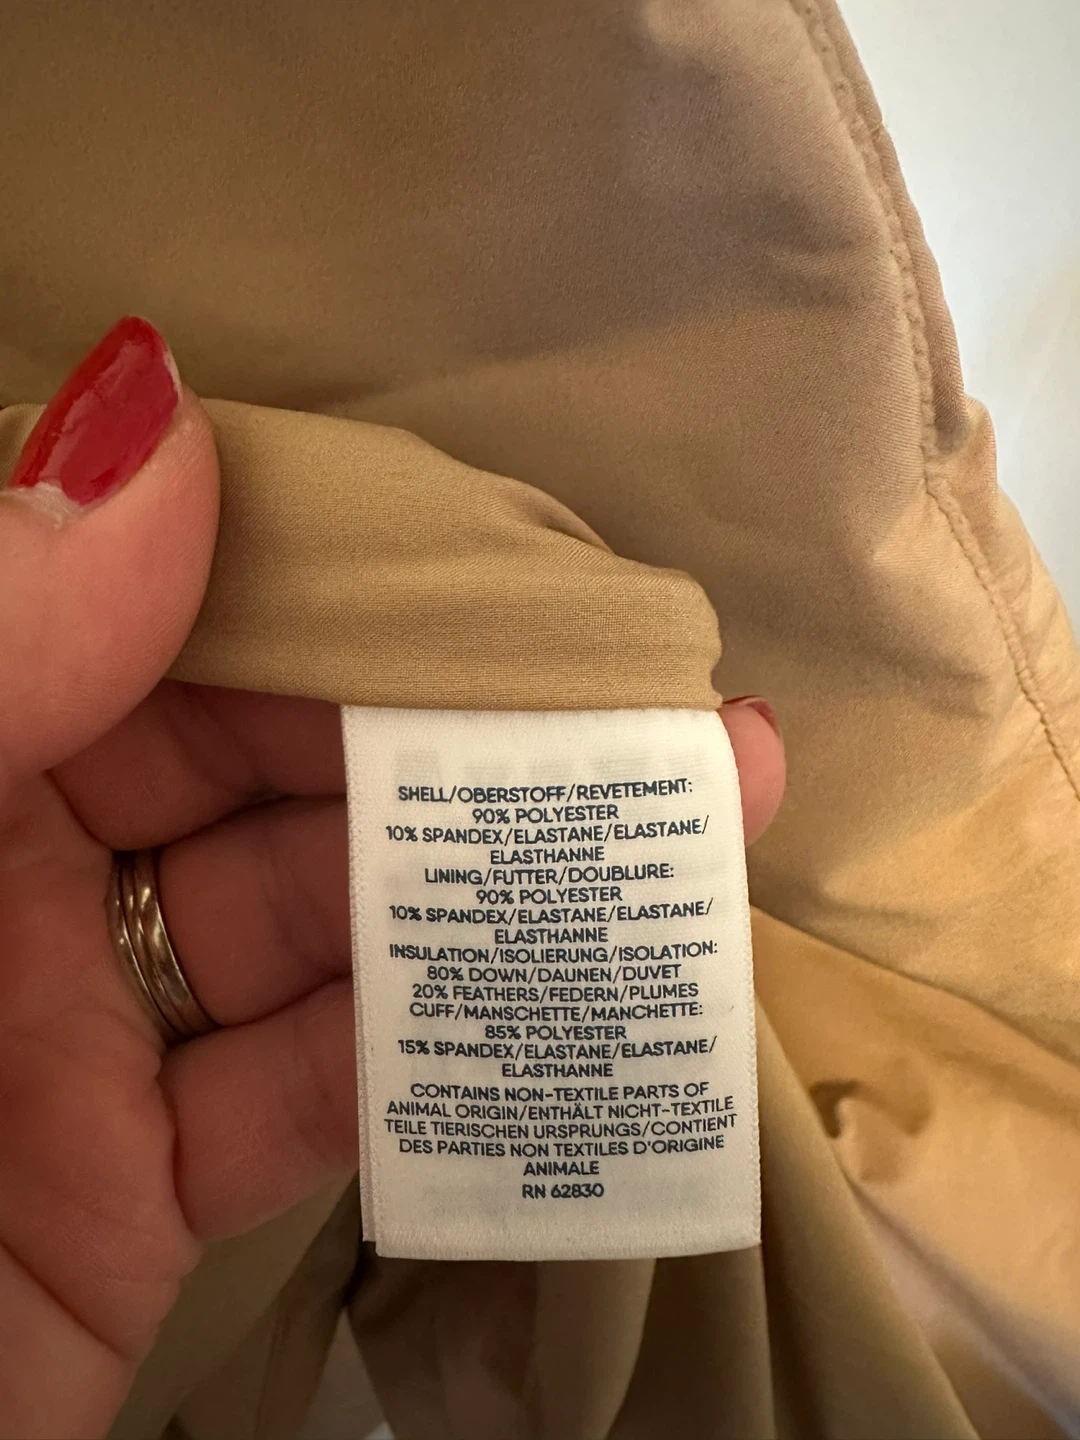 SHELL/OBERSTOFF/REVETEMENT:
90% POLYESTER
10% SPANDEX/ELASTANE/ELASTANE/
ELASTHANNE
LINING/FUTTER/DOUBLURE:
90% POLYESTER
10% SPANDEX/ELASTANE/ELASTANE/
ELASTHANNE
INSULATION/ISOLIERUNG/ISOLATION:
80% DOWN/DAUNEN/DUVET
20% FEATHERS/FEDERN/PLUMES
CUFF/MANSCHETTE/MANCHETTE:
85% POLYESTER
15% SPANDEX/ELASTANE/ELASTANE/
ELASTHANNE
CONTAINS NON-TEXTILE PARTS OF
ANIMAL ORIGIN/ENTHÄLT NICHT-TEXTILE
TEILE TIERISCHEN URSPRUNGS/CONTIENT
DES PARTIES NON TEXTILES D'ORIGINE
ANIMALE
RN 62830